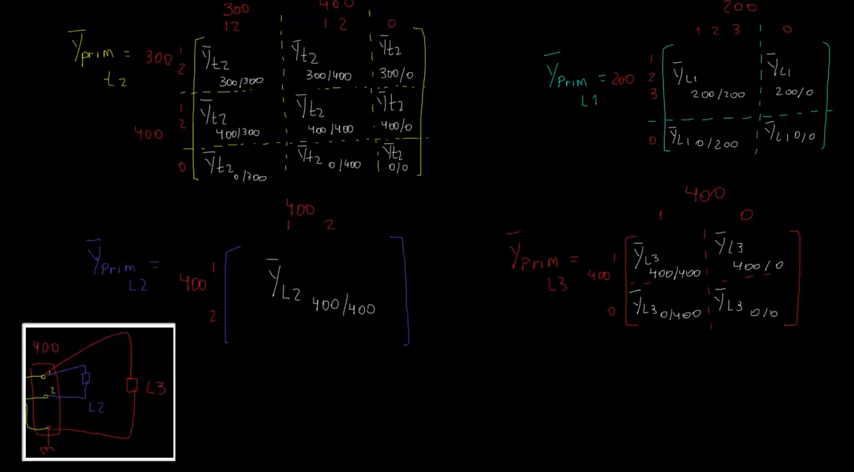 300 400
12 1 2 0
Ȳprim t2 = 300 1 2
Ȳt2 300/300 Ȳt2 300/400 Ȳt2 300/0
400 1 2
Ȳt2 400/300 Ȳt2 400/400 Ȳt2 400/0
0 Ȳt2 0/300 Ȳt2 0/400 Ȳt2 0/0
200
1 2 3 0
Ȳprim L1 = 200 1 2 3
ȲL1 200/200 ȲL1 200/0
0 ȲL1 0/200 ȲL1 0/0
400
1 2
Ȳprim L2 = 400 1 2
ȲL2 400/400
400
1 0
Ȳprim L3 = 400 1
ȲL3 400/400 ȲL3 400/0
0 ȲL3 0/400 ȲL3 0/0
400
1
2
L2
L3
m